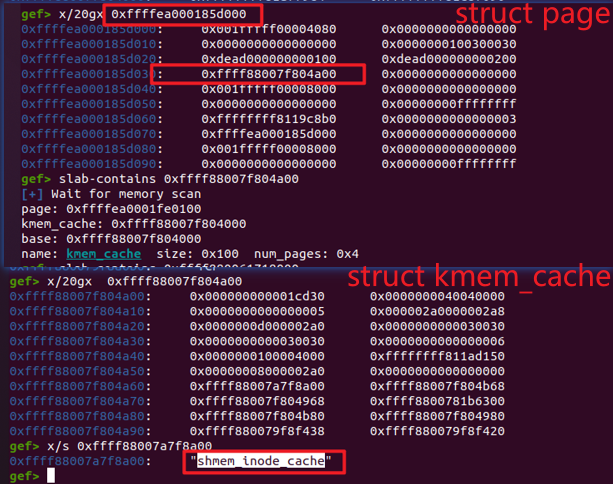 gef> x/20gx 0xffffea000185d000
struct page
0xffffea000185d000: 0x001fffff00004080 0x0000000000000000
0xffffea000185d010: 0x0000000000000000 0x0000000100300030
0xffffea000185d020: 0xdead000000000100 0xdead000000000200
0xffffea000185d030: 0xffff88007f804a00 0x0000000000000000
0xffffea000185d040: 0x001fffff00008000 0x0000000000000000
0xffffea000185d050: 0x0000000000000000 0x00000000ffffffff
0xffffea000185d060: 0xffffffff8119c8b0 0x0000000000000003
0xffffea000185d070: 0xffffea000185d000 0x0000000000000000
0xffffea000185d080: 0x001fffff00008000 0x0000000000000000
0xffffea000185d090: 0x0000000000000000 0x00000000ffffffff
gef> slab-contains 0xffff88007f804a00
[+] Wait for memory scan
page: 0xffffea0001fe0100
kmem_cache: 0xffff88007f804000
base: 0xffff88007f804000
name: kmem_cache size: 0x100 num_pages: 0x4
struct kmem_cache
gef> x/20gx 0xffff88007f804a00
0xffff88007f804a00: 0x000000000001cd30 0x0000000040040000
0xffff88007f804a10: 0x0000000000000005 0x000002a0000002a8
0xffff88007f804a20: 0x0000000d000002a0 0x0000000000030030
0xffff88007f804a30: 0x0000000000030030 0x0000000000000006
0xffff88007f804a40: 0x0000000100004000 0xffffffff811ad150
0xffff88007f804a50: 0x00000008000002a0 0x0000000000000000
0xffff88007f804a60: 0xffff88007a7f8a00 0xffff88007f804b68
0xffff88007f804a70: 0xffff88007f804968 0xffff8800781b6300
0xffff88007f804a80: 0xffff88007f804b80 0xffff88007f804980
0xffff88007f804a90: 0xffff880079f8f438 0xffff880079f8f420
gef> x/s 0xffff88007a7f8a00
0xffff88007a7f8a00: "shmem_inode_cache"
gef>